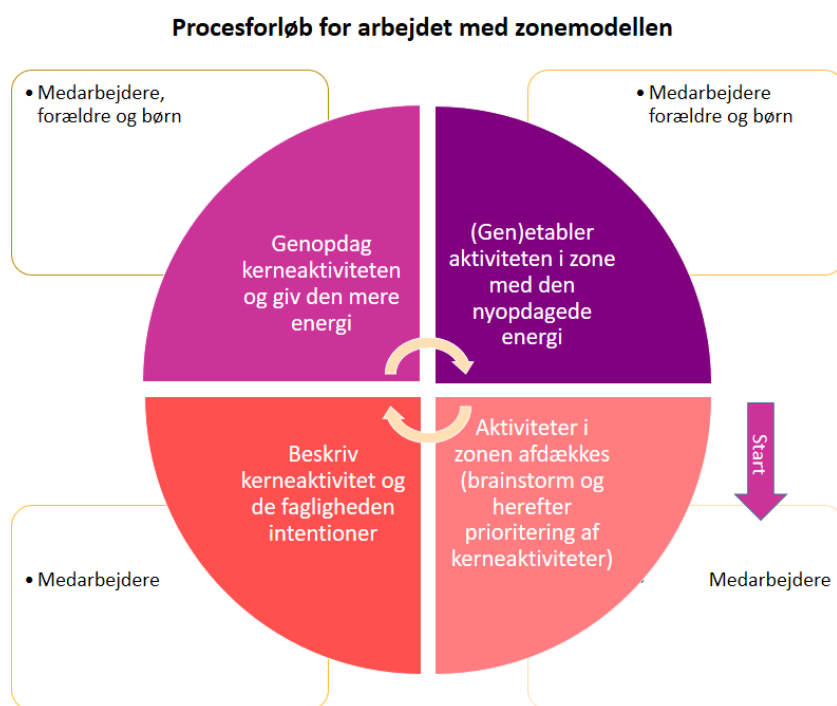 Procesforløb for arbejdet med zonemodellen
• Medarbejdere,
forældre og børn
• Medarbejdere
forældre og børn
Genopdag
kerneaktiviteten
og giv den mere
energi
(Gen)etabler
aktiviteten i zone
med den
nyopdagede
energi
Beskriv
kerneaktivitet og
de fagligheden
intentioner
Aktiviteter i
zonen afdækkes
(brainstorm og
herefter
prioritering af
kerneaktiviteter)
Start
• Medarbejdere
Medarbejdere